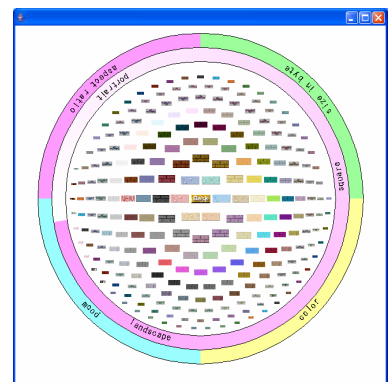 aspect ratio
size in byte
portrait
square
landscape
mood
color